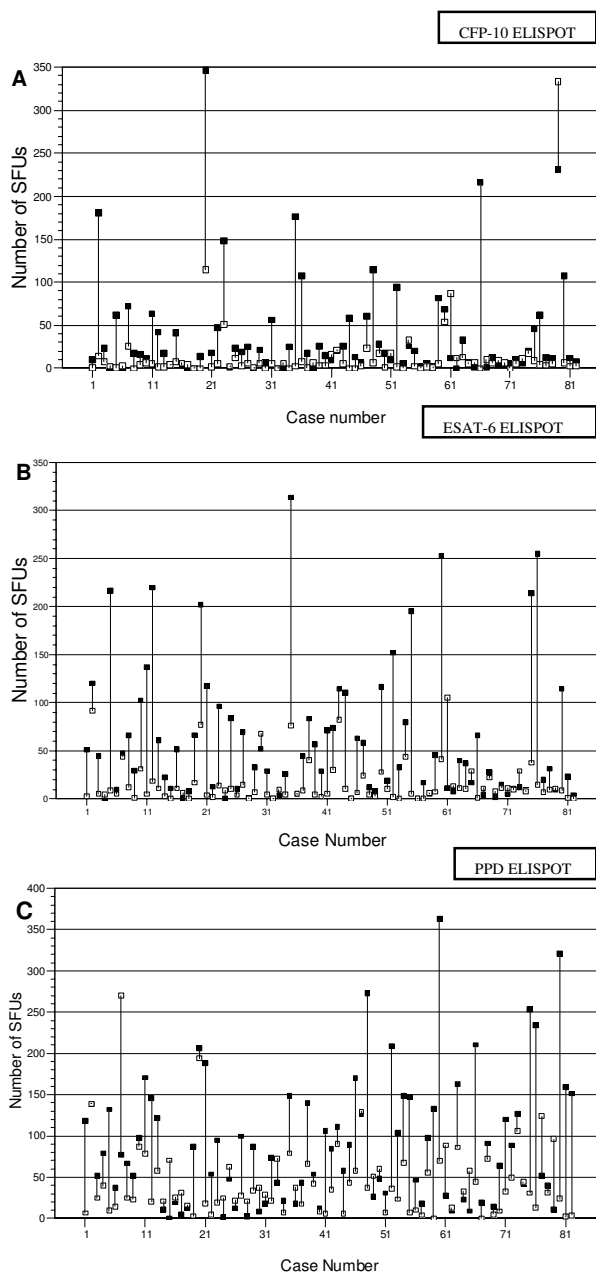 CFP-10 ELISPOT
A
Number of SFUs
350
300
250
200
150
100
50
0
1 11 21 31 41 51 61 71 81
Case number
ESAT-6 ELISPOT
B
Number of SFUs
350
300
250
200
150
100
50
0
1 11 21 31 41 51 61 71 81
Case Number
PPD ELISPOT
C
Number of SFUs
400
350
300
250
200
150
100
50
0
1 11 21 31 41 51 61 71 81
Case Number